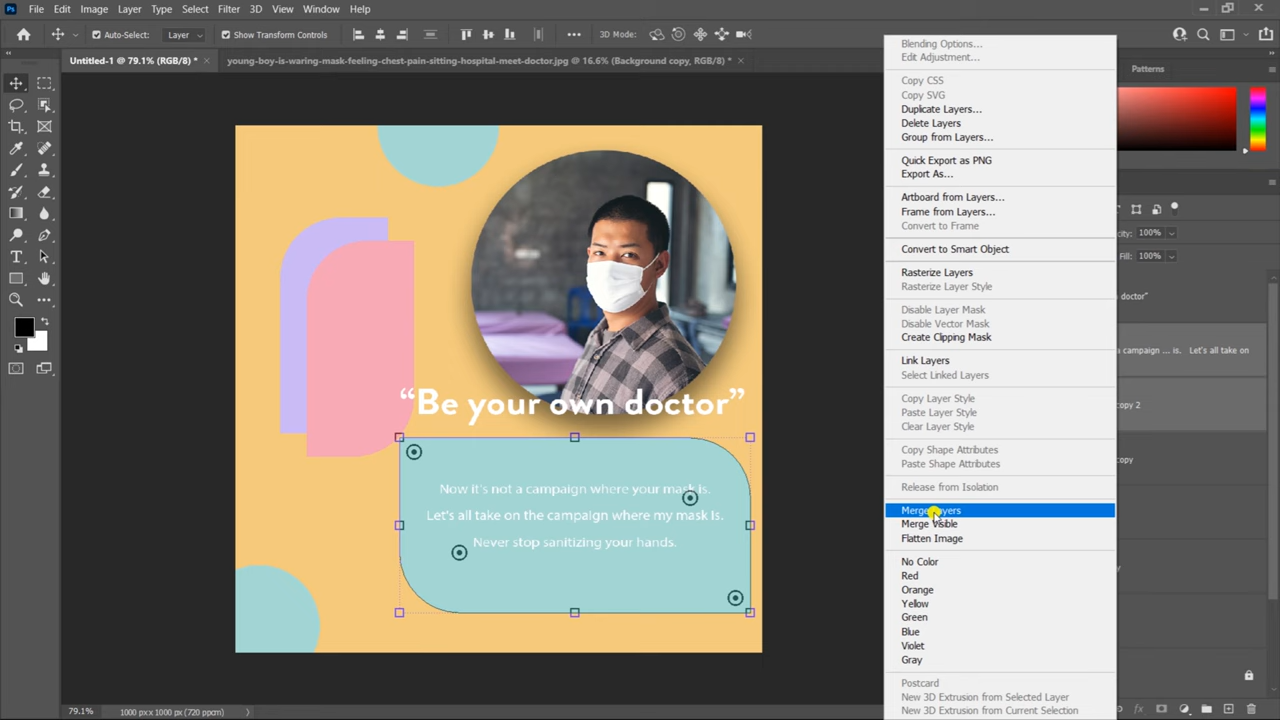 Ps File Edit Image Layer Type Select Filter 3D View Window Help
Auto-Select: Layer Show Transform Controls 3D Mode:
Untitled-1 @ 79.1% (RGB/8) * × young-boy-is-waring-mask-feeling-chest-pain-sitting-hospital-meet-doctor.jpg @ 16.6% (Background copy, RGB/8) * ×
Patterns
“Be your own doctor”
Now it's not a campaign where your mask is.
Let's all take on the campaign where my mask is.
Never stop sanitizing your hands.
Blending Options...
Edit Adjustment...
Copy CSS
Copy SVG
Duplicate Layers...
Delete Layers
Group from Layers...
Quick Export as PNG
Export As...
Artboard from Layers...
Frame from Layers...
Convert to Frame
Convert to Smart Object
Rasterize Layers
Rasterize Layer Style
Disable Layer Mask
Disable Vector Mask
Create Clipping Mask
Link Layers
Select Linked Layers
Copy Layer Style
Paste Layer Style
Clear Layer Style
Copy Shape Attributes
Paste Shape Attributes
Release from Isolation
Merge Layers
Merge Visible
Flatten Image
No Color
Red
Orange
Yellow
Green
Blue
Violet
Gray
Postcard
New 3D Extrusion from Selected Layer
New 3D Extrusion from Current Selection
100%
Fill: 100%
doctor"
a campaign ... is. Let's all take on
copy 2
copy
79.1% 1000 px x 1000 px (720 ppcm)